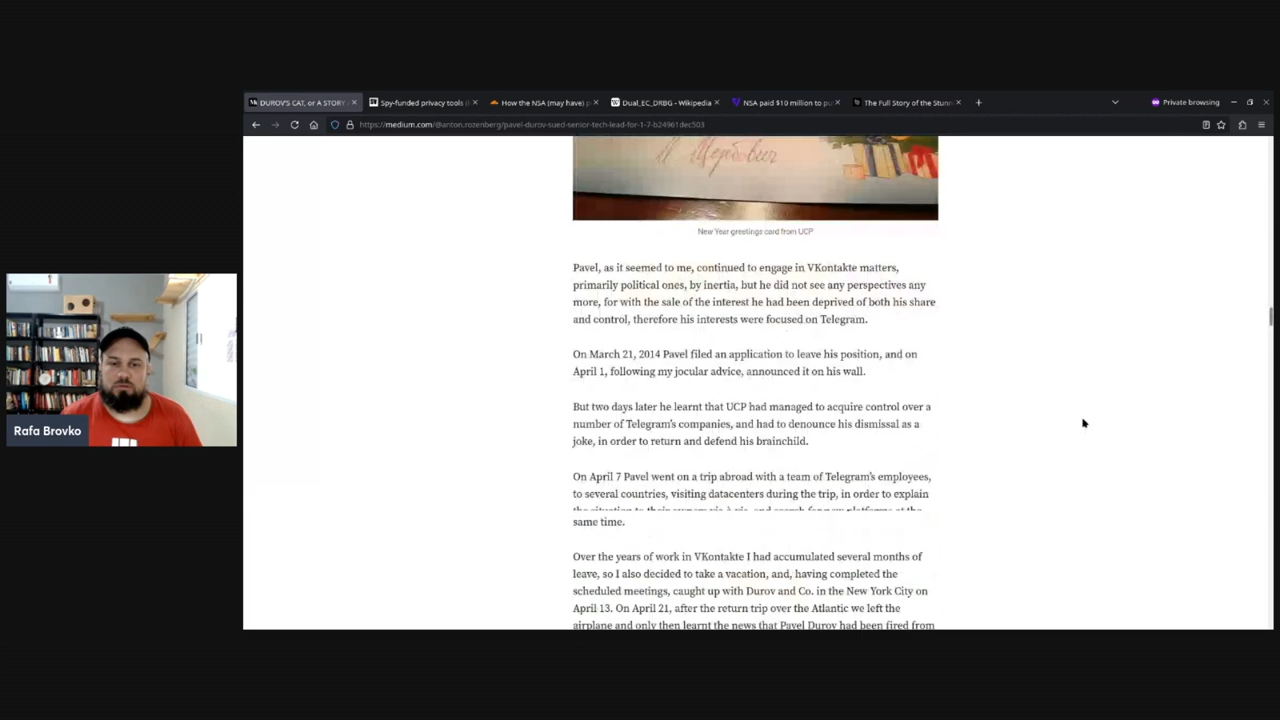 DUROV'S CAT, or A STORY
Spy-funded privacy tools (
How the NSA (may have) p
Dual_EC_DRBG - Wikipedia
NSA paid $10 million to pu
The Full Story of the Stunn
Private browsing
https://medium.com/@anton.rozenberg/pavel-durov-sued-senior-tech-lead-for-1-7-b24961dec503
New Year greetings card from UCP
Pavel, as it seemed to me, continued to engage in VKontakte matters,
primarily political ones, by inertia, but he did not see any perspectives any
more, for with the sale of the interest he had been deprived of both his share
and control, therefore his interests were focused on Telegram.
On March 21, 2014 Pavel filed an application to leave his position, and on
April 1, following my jocular advice, announced it on his wall.
But two days later he learnt that UCP had managed to acquire control over a
number of Telegram's companies, and had to denounce his dismissal as a
joke, in order to return and defend his brainchild.
On April 7 Pavel went on a trip abroad with a team of Telegram's employees,
to several countries, visiting datacenters during the trip, in order to explain
same time.
Over the years of work in VKontakte I had accumulated several months of
leave, so I also decided to take a vacation, and, having completed the
scheduled meetings, caught up with Durov and Co. in the New York City on
April 13. On April 21, after the return trip over the Atlantic we left the
airplane and only then learnt the news that Pavel Durov had been fired from
Rafa Brovko